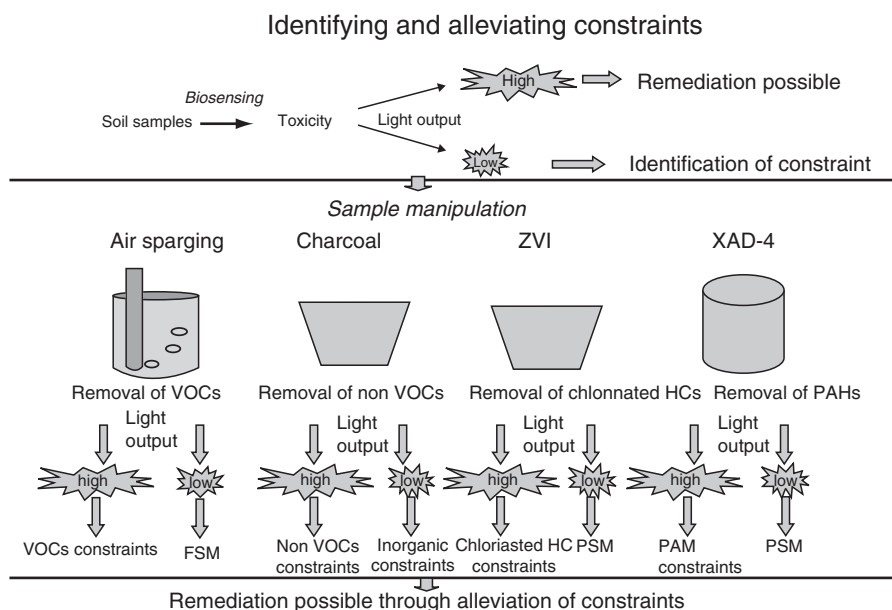 Identifying and alleviating constraints
High
Remediation possible
Biosensing
Soil samples
Toxicity
Light output
Low
Identification of constraint
Sample manipulation
Air sparging
Charcoal
ZVI
XAD-4
Removal of VOCs
Removal of non VOCs
Removal of chlonnated HCs
Removal of PAHs
Light
output
Light
output
Light
output
Light
output
high
low
high
low
high
low
high
low
VOCs constraints
FSM
Non VOCs
constraints
Inorganic
constraints
Chloriasted HC
constraints
PSM
PAM
constraints
PSM
Remediation possible through alleviation of constraints